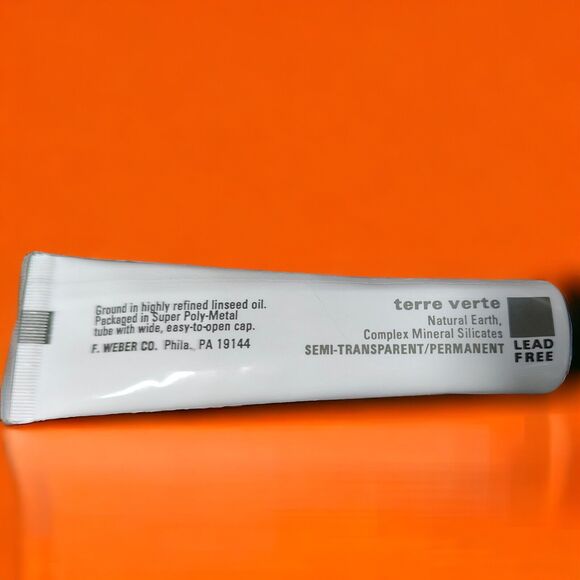 Ground in highly refined linseed oil.
Packaged in Super Poly-Metal
tube with wide, easy-to-open cap.
F. WEBER CO. Phila. PA 19144
terre verte
Natural Earth,
Complex Mineral Silicates
SEMI-TRANSPARENT/PERMANENT
LEAD
FREE